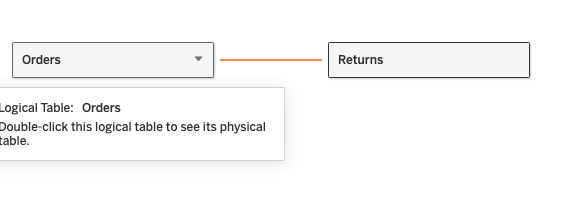 Orders
Returns
Logical Table: Orders
Double-click this logical table to see its physical
table.